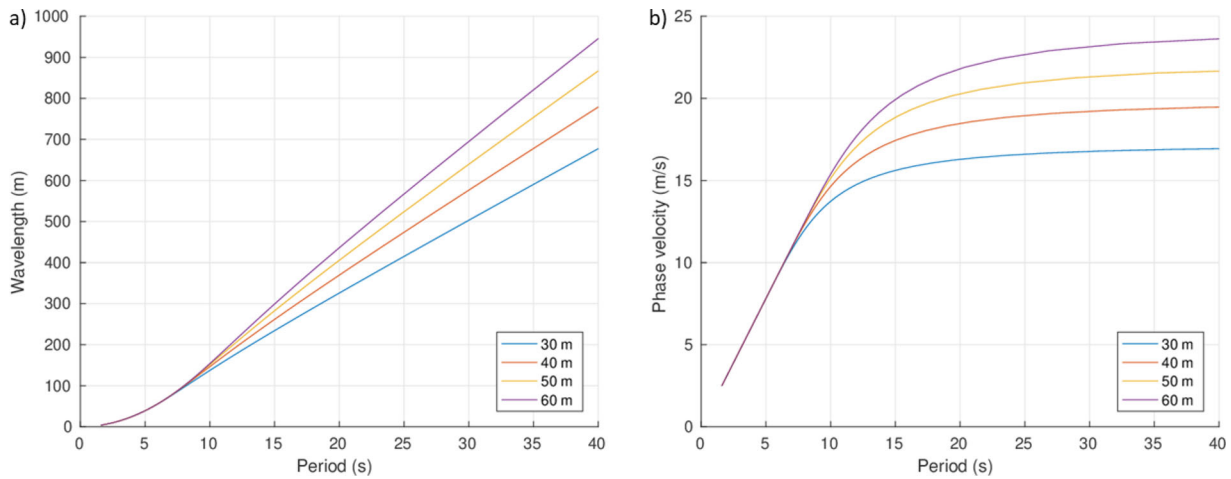 a)
1000
900
800
700
600
500
400
300
200
100
0
Wavelength (m)
0 5 10 15 20 25 30 35 40
Period (s)
30 m
40 m
50 m
60 m
b)
25
20
15
10
5
0
Phase velocity (m/s)
0 5 10 15 20 25 30 35 40
Period (s)
30 m
40 m
50 m
60 m